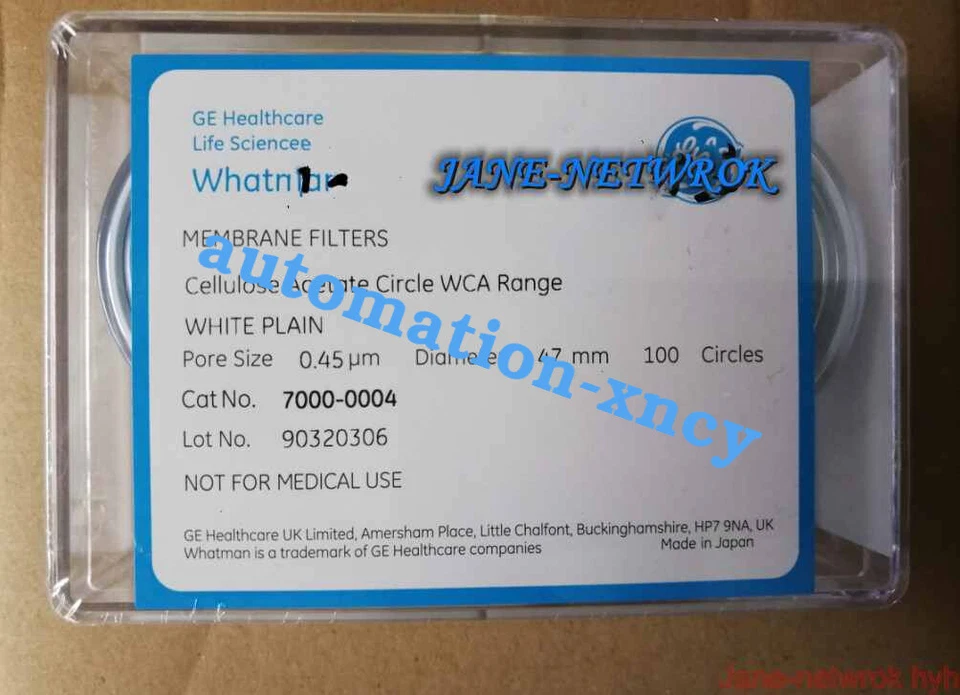 GE Healthcare
Life Sciencee
JANE-NETWROK
MEMBRANE FILTERS
Cellulose Acetate Circle WCA Range
WHITE PLAIN
Pore Size 0.45 µm Diameter 47 mm 100 Circles
automation-xncy
Cat No. 7000-0004
Lot No. 90320306
NOT FOR MEDICAL USE
GE Healthcare UK Limited, Amersham Place, Little Chalfont, Buckinghamshire, HP7 9NA, UK
Whatman is a trademark of GE Healthcare companies
Made in Japan
Jane-netwrok hyh